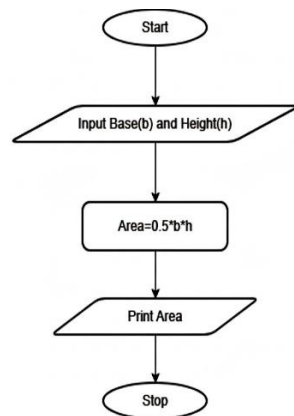 Start
Input Base(b) and Height(h)
Area=0.5*b*h
Print Area
Stop